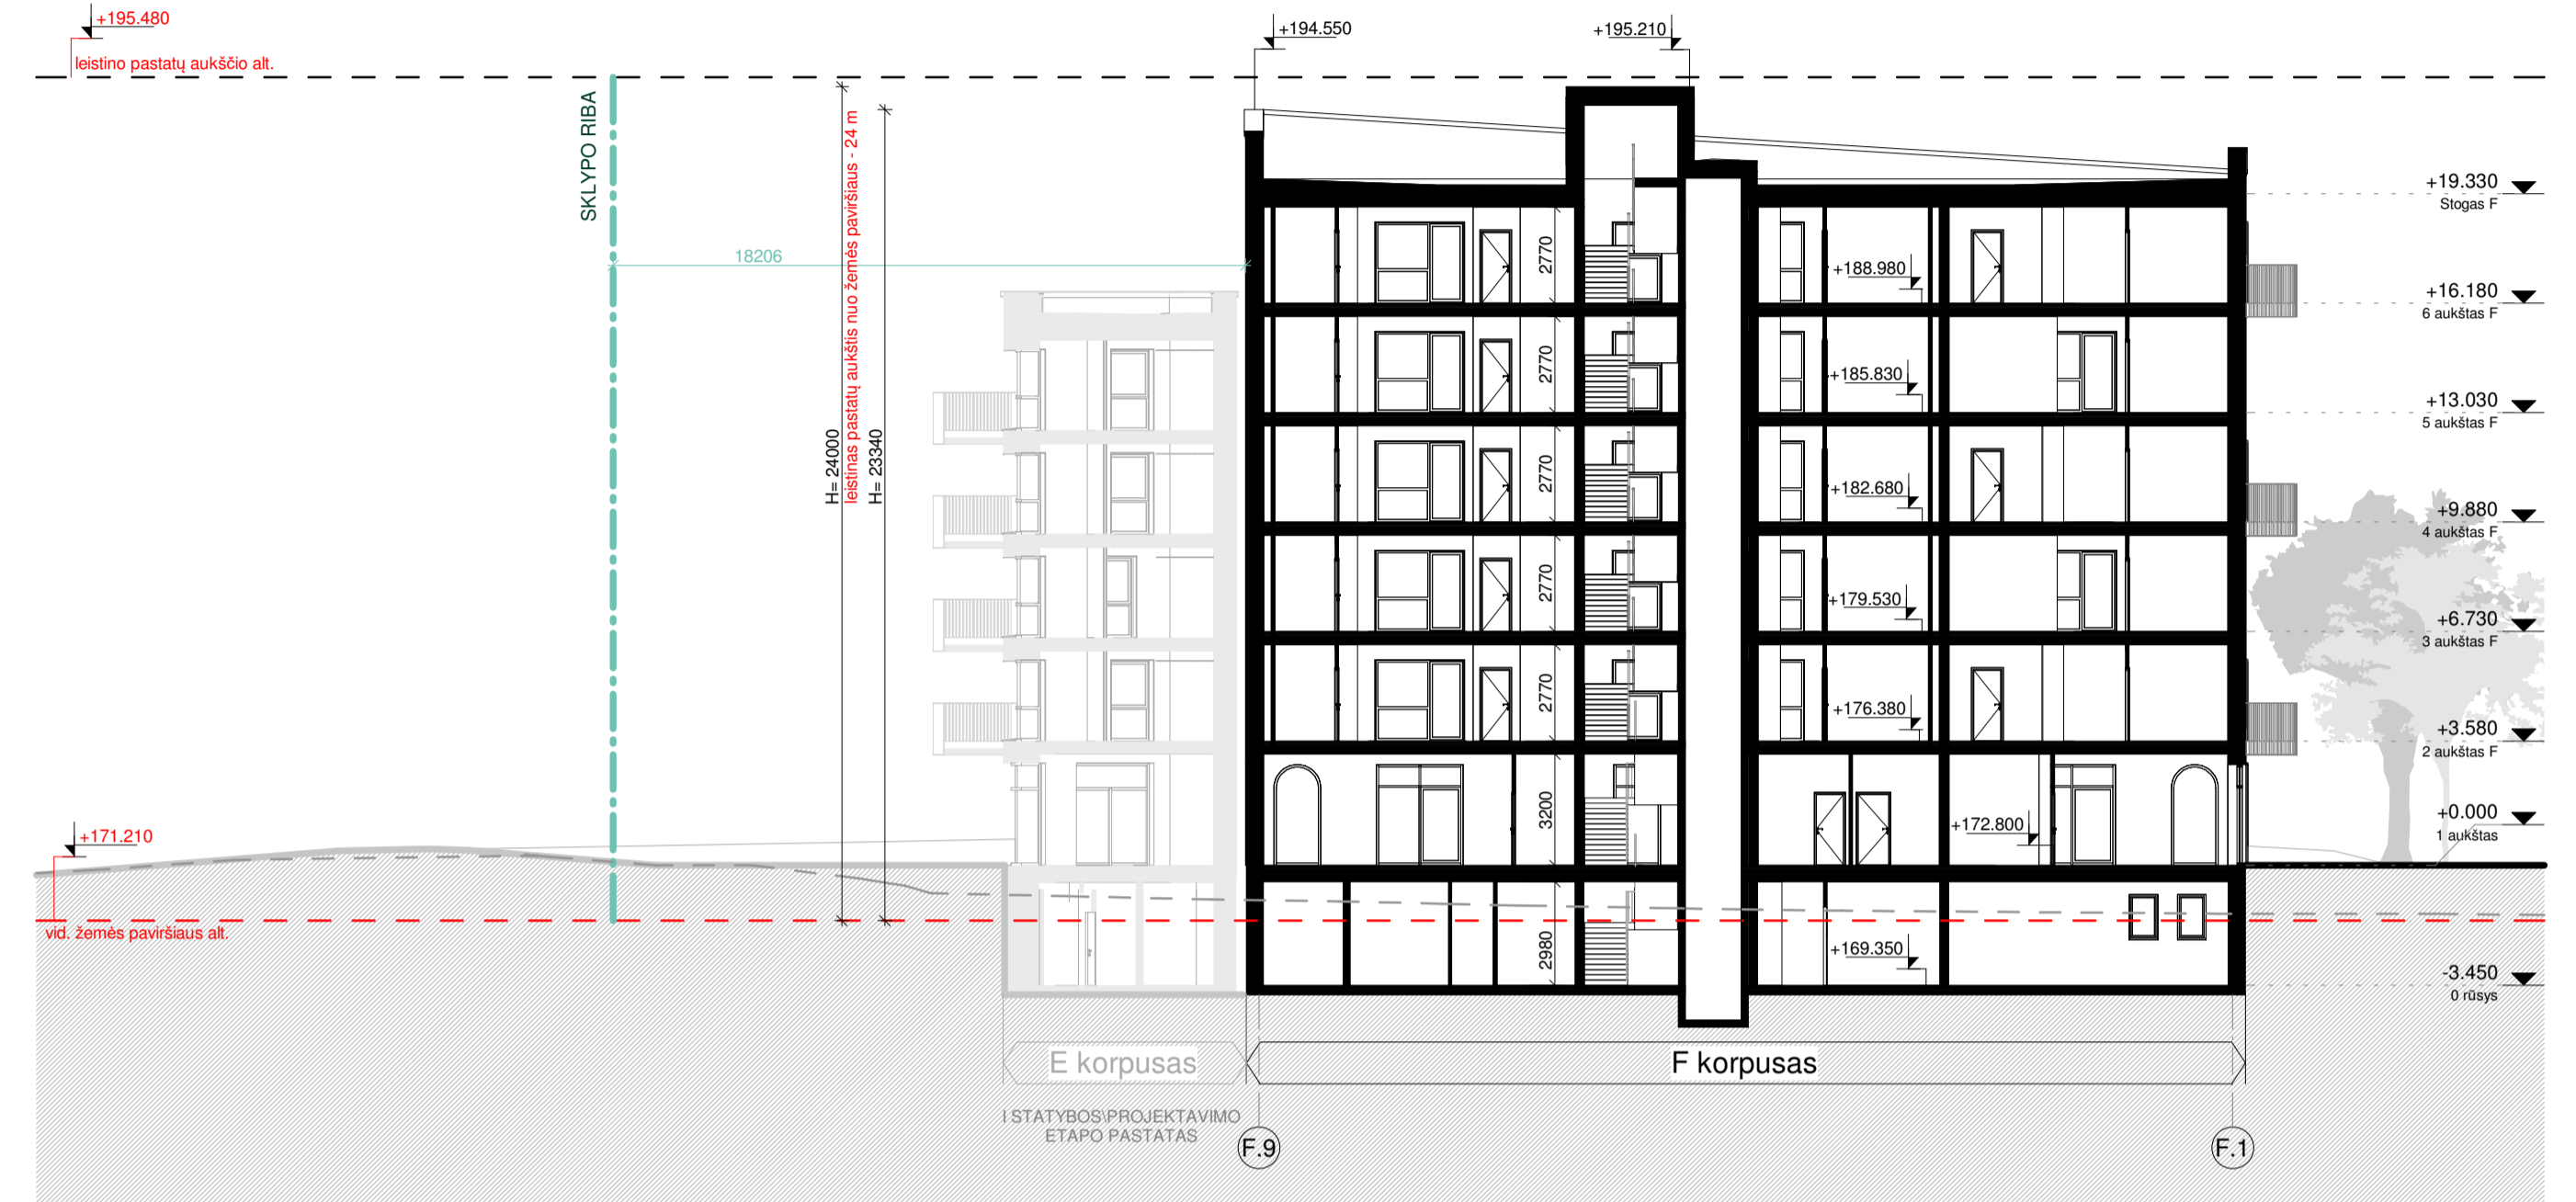 +195.480
leistino pastatų aukščio alt.
+194.550
+195.210
SKLYPO RIBA
18206
H= 24000
leistinas pastatų aukštis nuo žemės paviršiaus - 24 m
H= 23340
2770
2770
2770
2770
2770
3200
2980
+188.980
+185.830
+182.680
+179.530
+176.380
+172.800
+169.350
+19.330
Stogas F
+16.180
6 aukštas F
+13.030
5 aukštas F
+9.880
4 aukštas F
+6.730
3 aukštas F
+3.580
2 aukštas F
+0.000
1 aukštas
-3.450
0 rūsys
+171.210
vid. žemės paviršiaus alt.
E korpusas
F korpusas
I STATYBOS\PROJEKTAVIMO
ETAPO PASTATAS
F.9
F.1